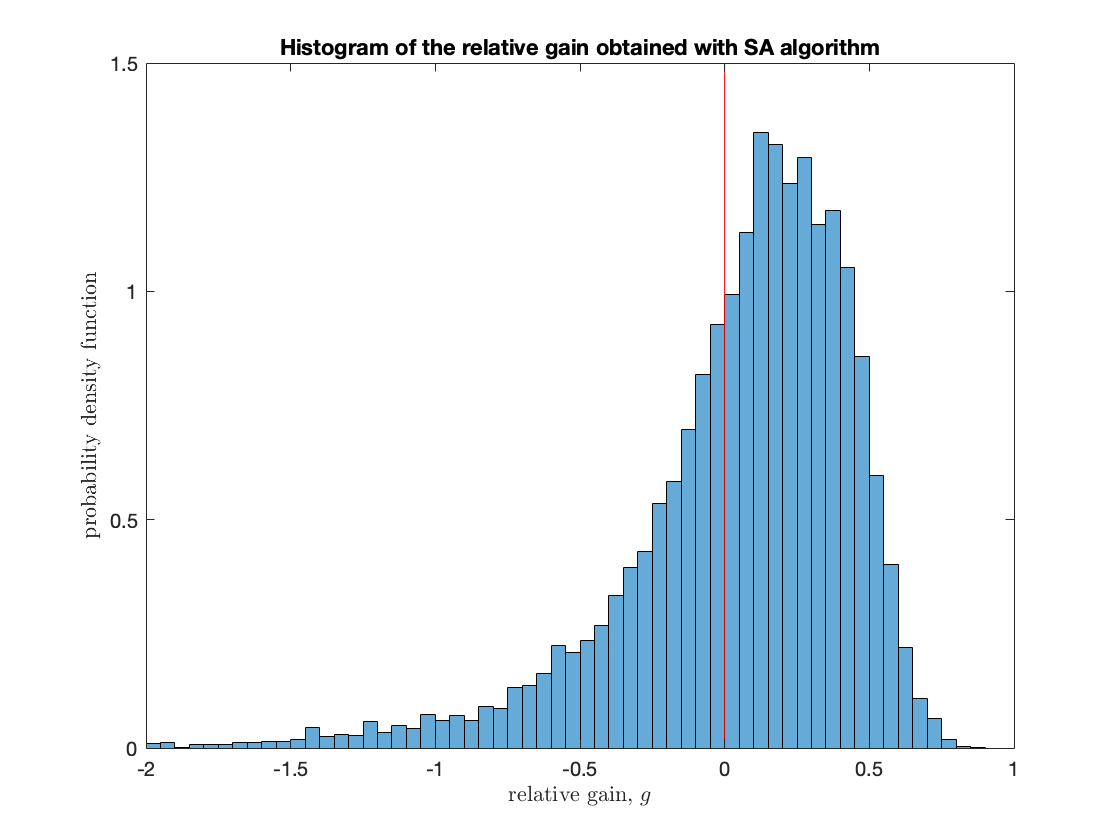 Histogram of the relative gain obtained with SA algorithm
1.5
1
0.5
0
probability density function
-2 -1.5 -1 -0.5 0 0.5 1
relative gain, g